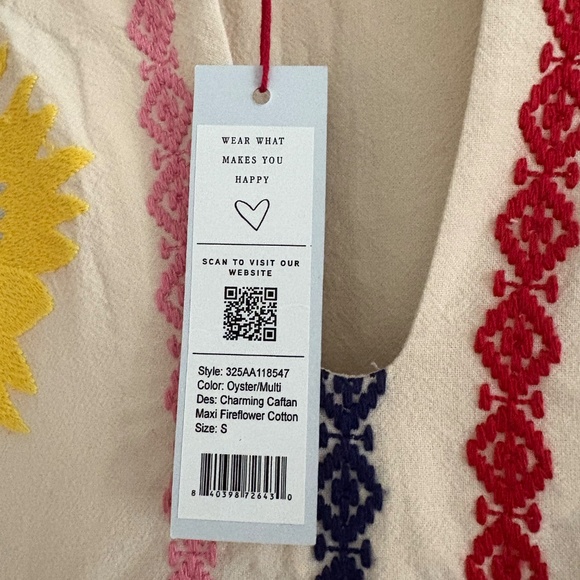 WEAR WHAT
MAKES YOU
HAPPY
SCAN TO VISIT OUR
WEBSITE
Style: 325AA118547
Color: Oyster/Multi
Des: Charming Caftan
Maxi Fireflower Cotton
Size: S
8 40398 72643 0